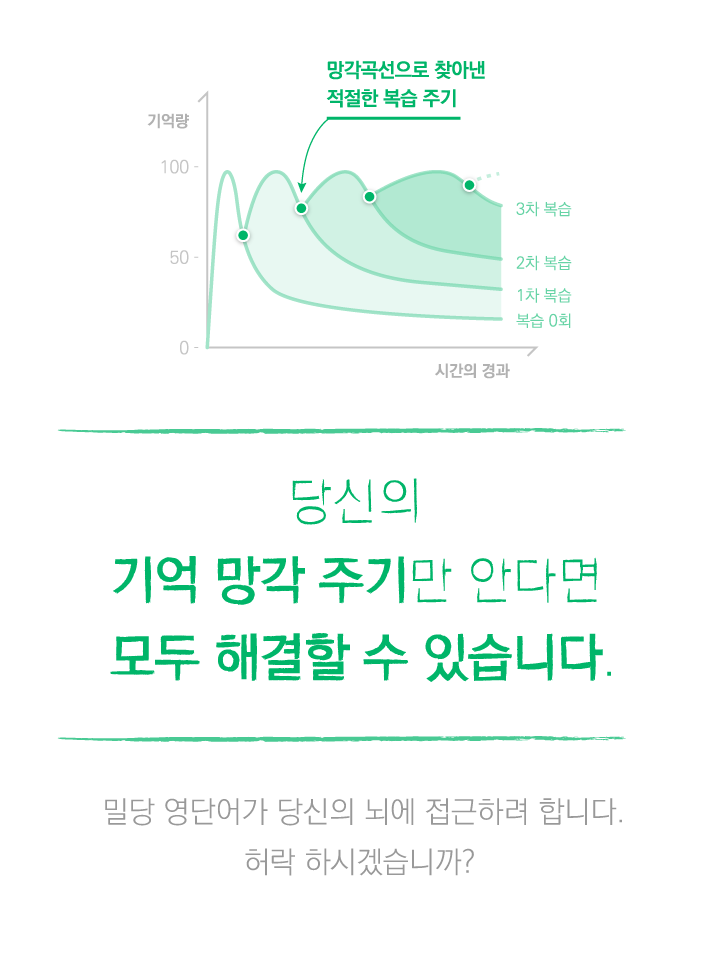 망각곡선으로 찾아낸
적절한 복습 주기
기억량
100
50
0
3차 복습
2차 복습
1차 복습
복습 0회
시간의 경과
당신의
기억 망각 주기만 안다면
모두 해결할 수 있습니다.
밀당 영단어가 당신의 뇌에 접근하려 합니다.
허락 하시겠습니까?